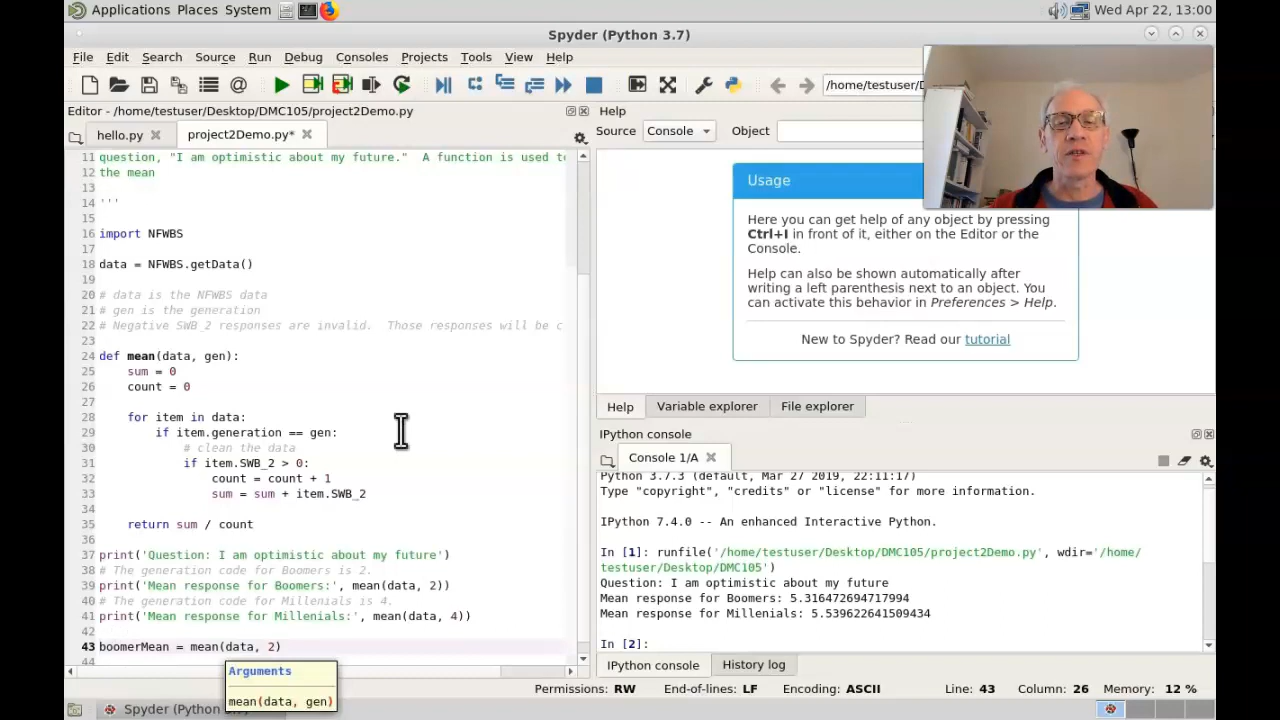 Applications Places System
Wed Apr 22, 13:00
Spyder (Python 3.7)
File Edit Search Source Run Debug Consoles Projects Tools View Help
/home/testuser/D
Editor - /home/testuser/Desktop/DMC105/project2Demo.py
hello.py project2Demo.py*
11 question, "I am optimistic about my future."  A function is used to
12 the mean
13
14 '''
15
16 import NFWBS
17
18 data = NFWBS.getData()
19
20 # data is the NFWBS data
21 # gen is the generation
22 # Negative SWB_2 responses are invalid.  Those responses will be c
23
24 def mean(data, gen):
25 sum = 0
26 count = 0
27
28 for item in data:
29 if item.generation == gen:
30 # clean the data
31 if item.SWB_2 > 0:
32 count = count + 1
33 sum = sum + item.SWB_2
34
35 return sum / count
36
37 print('Question: I am optimistic about my future')
38 # The generation code for Boomers is 2.
39 print('Mean response for Boomers:', mean(data, 2))
40 # The generation code for Millenials is 4.
41 print('Mean response for Millenials:', mean(data, 4))
42
43 boomerMean = mean(data, 2)
44
Arguments
mean(data, gen)
Help
Source Console Object
Usage
Here you can get help of any object by pressing
Ctrl+I in front of it, either on the Editor or the
Console.
Help can also be shown automatically after
writing a left parenthesis next to an object. You
can activate this behavior in Preferences > Help.
New to Spyder? Read our tutorial
Help Variable explorer File explorer
IPython console
Console 1/A
Python 3.7.3 (default, Mar 27 2019, 22:11:17)
Type "copyright", "credits" or "license" for more information.
IPython 7.4.0 -- An enhanced Interactive Python.
In [1]: runfile('/home/testuser/Desktop/DMC105/project2Demo.py', wdir='/home/
testuser/Desktop/DMC105')
Question: I am optimistic about my future
Mean response for Boomers: 5.316472694717994
Mean response for Millenials: 5.539622641509434
In [2]:
IPython console History log
Permissions: RW End-of-lines: LF Encoding: ASCII Line: 43 Column: 26 Memory: 12 %
Spyder (Pytho